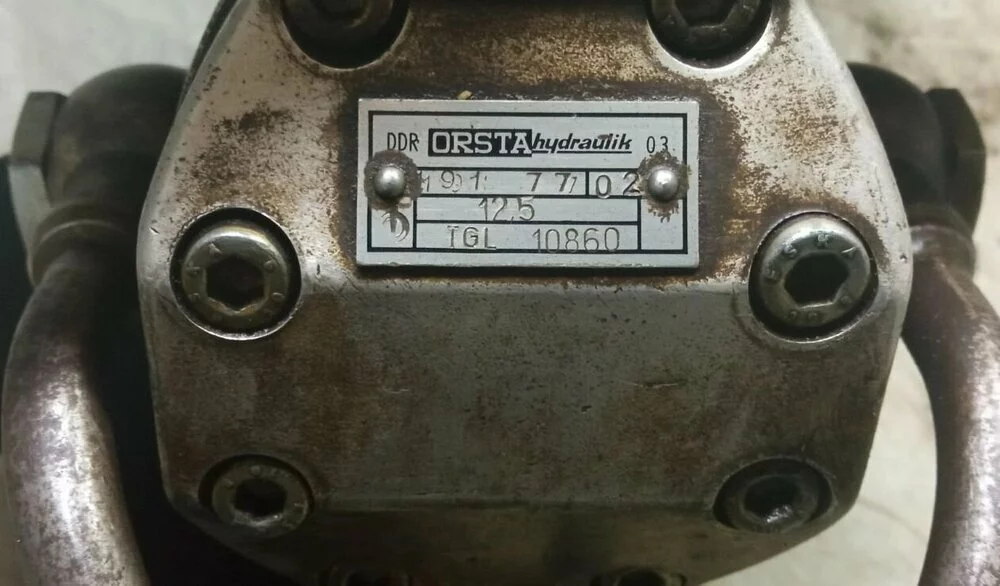 DDR ORSTA hydraulik 03
191 77 02
12,5
TGL 10860